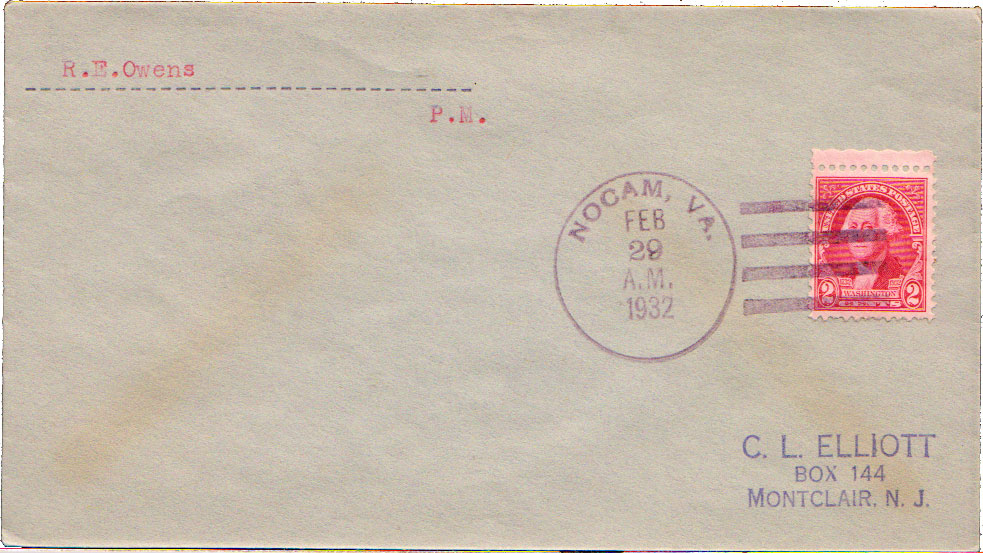 R.E.Owens
P.M.
NOCAM, VA.
FEB
29
A.M.
1932
UNITED STATES POSTAGE
2 WASHINGTON 2
C. L. ELLIOTT
BOX 144
MONTCLAIR, N. J.